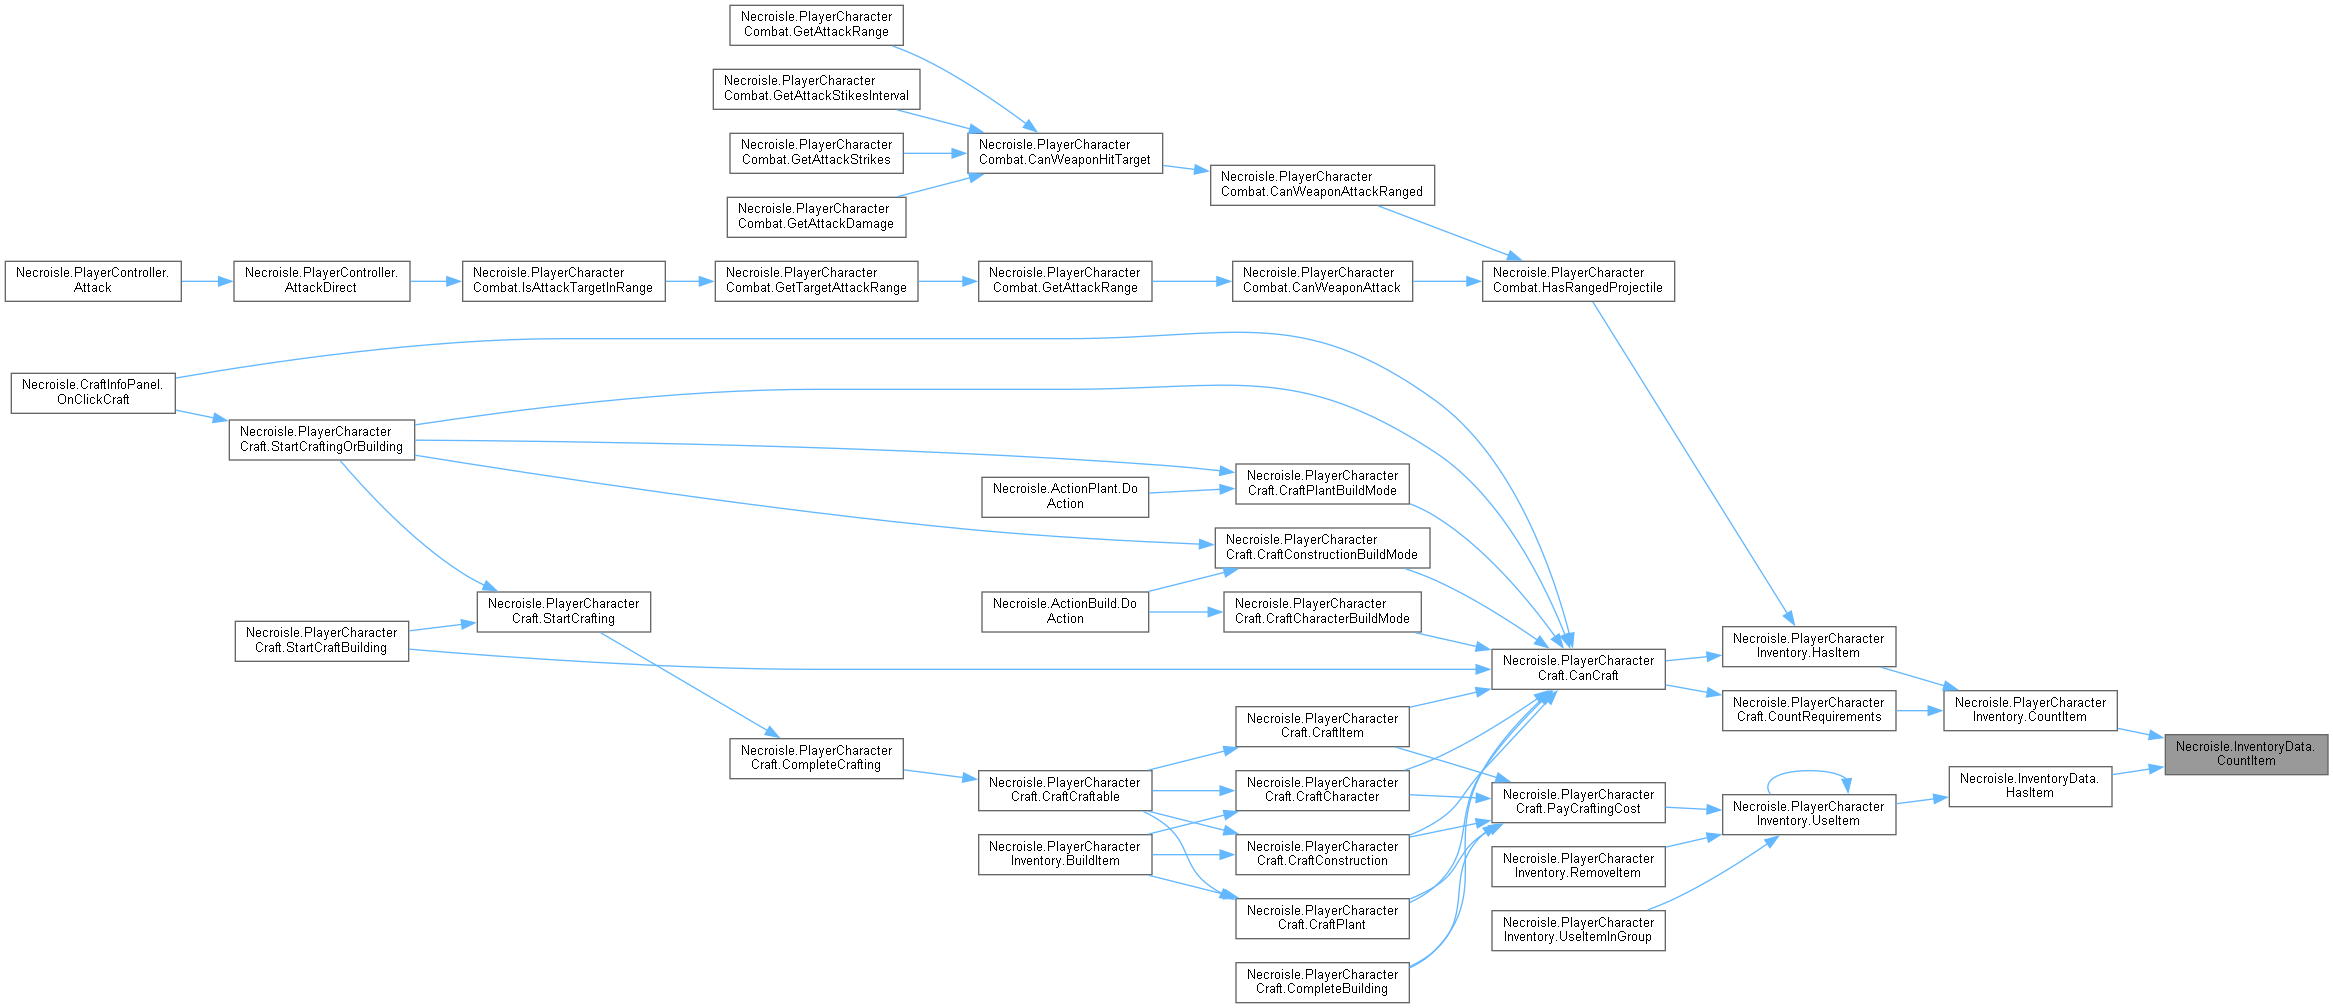 Necroisle.PlayerCharacter
Combat.GetAttackRange
Necroisle.PlayerCharacter
Combat.GetAttackStikesInterval
Necroisle.PlayerCharacter
Combat.GetAttackStrikes
Necroisle.PlayerCharacter
Combat.CanWeaponHitTarget
Necroisle.PlayerCharacter
Combat.CanWeaponAttackRanged
Necroisle.PlayerCharacter
Combat.GetAttackDamage
Necroisle.PlayerController.
Attack
Necroisle.PlayerController.
AttackDirect
Necroisle.PlayerCharacter
Combat.IsAttackTargetInRange
Necroisle.PlayerCharacter
Combat.GetTargetAttackRange
Necroisle.PlayerCharacter
Combat.GetAttackRange
Necroisle.PlayerCharacter
Combat.CanWeaponAttack
Necroisle.PlayerCharacter
Combat.HasRangedProjectile
Necroisle.CraftInfoPanel.
OnClickCraft
Necroisle.PlayerCharacter
Craft.StartCraftingOrBuilding
Necroisle.ActionPlant.Do
Action
Necroisle.PlayerCharacter
Craft.CraftPlantBuildMode
Necroisle.PlayerCharacter
Craft.CraftConstructionBuildMode
Necroisle.ActionBuild.Do
Action
Necroisle.PlayerCharacter
Craft.CraftCharacterBuildMode
Necroisle.PlayerCharacter
Craft.StartCrafting
Necroisle.PlayerCharacter
Craft.StartCraftBuilding
Necroisle.PlayerCharacter
Craft.CanCraft
Necroisle.PlayerCharacter
Inventory.HasItem
Necroisle.PlayerCharacter
Craft.CountRequirements
Necroisle.PlayerCharacter
Inventory.CountItem
Necroisle.InventoryData.
CountItem
Necroisle.PlayerCharacter
Craft.CraftItem
Necroisle.PlayerCharacter
Craft.CompleteCrafting
Necroisle.PlayerCharacter
Craft.CraftCraftable
Necroisle.PlayerCharacter
Craft.CraftCharacter
Necroisle.PlayerCharacter
Craft.PayCraftingCost
Necroisle.PlayerCharacter
Inventory.UseItem
Necroisle.InventoryData.
HasItem
Necroisle.PlayerCharacter
Inventory.BuildItem
Necroisle.PlayerCharacter
Craft.CraftConstruction
Necroisle.PlayerCharacter
Inventory.RemoveItem
Necroisle.PlayerCharacter
Craft.CraftPlant
Necroisle.PlayerCharacter
Inventory.UseItemInGroup
Necroisle.PlayerCharacter
Craft.CompleteBuilding